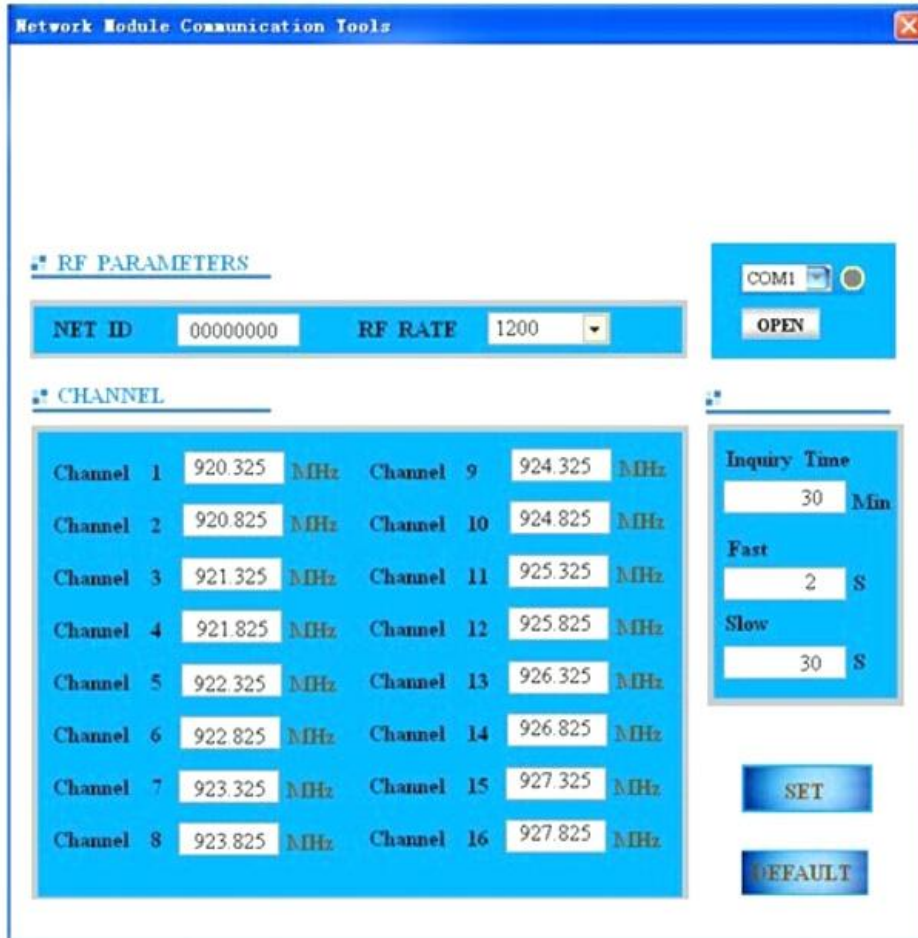 Network Module Communication Tools
RF PARAMETERS
NET ID 00000000 RF RATE 1200
COM1
OPEN
CHANNEL
Channel 1 920.325 MHz Channel 9 924.325 MHz
Channel 2 920.825 MHz Channel 10 924.825 MHz
Channel 3 921.325 MHz Channel 11 925.325 MHz
Channel 4 921.825 MHz Channel 12 925.825 MHz
Channel 5 922.325 MHz Channel 13 926.325 MHz
Channel 6 922.825 MHz Channel 14 926.825 MHz
Channel 7 923.325 MHz Channel 15 927.325 MHz
Channel 8 923.825 MHz Channel 16 927.825 MHz
Inquiry Time
30 Min
Fast
2 S
Slow
30 S
SET
DEFAULT